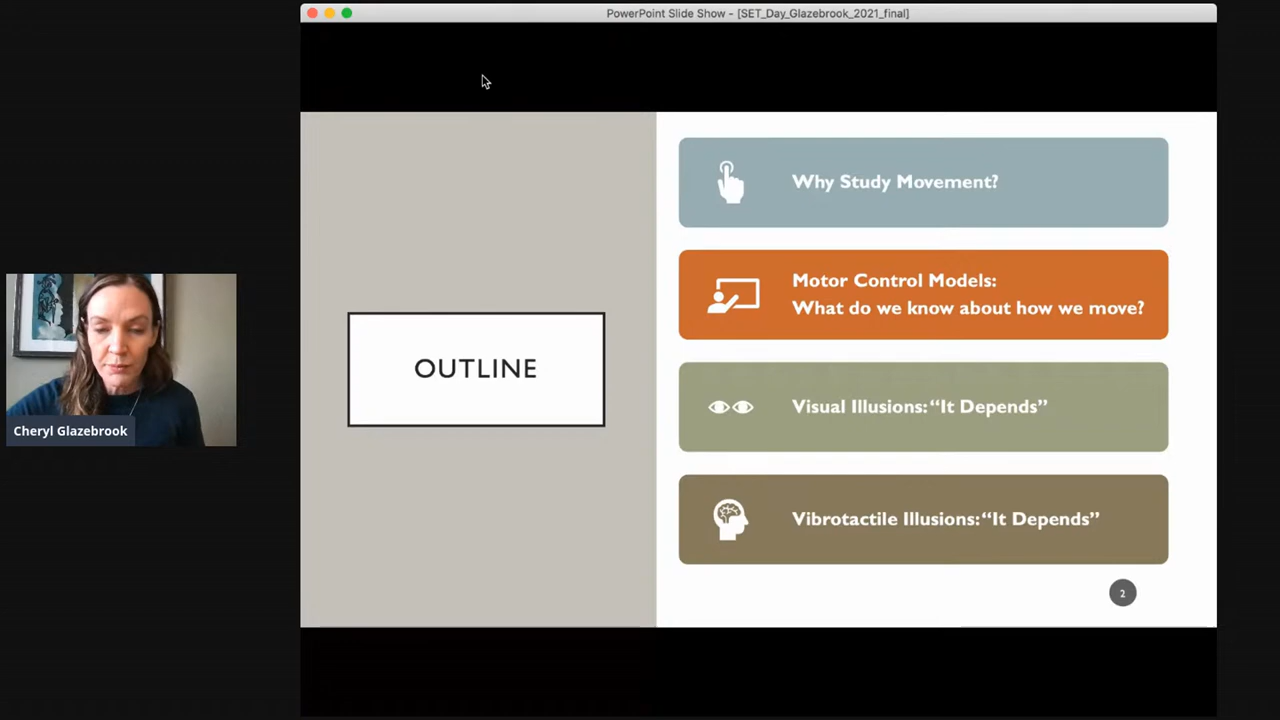 PowerPoint Slide Show - [SET_Day_Glazebrook_2021_final]
Cheryl Glazebrook
OUTLINE
Why Study Movement?
Motor Control Models:
What do we know about how we move?
Visual Illusions: “It Depends”
Vibrotactile Illusions: “It Depends”
2